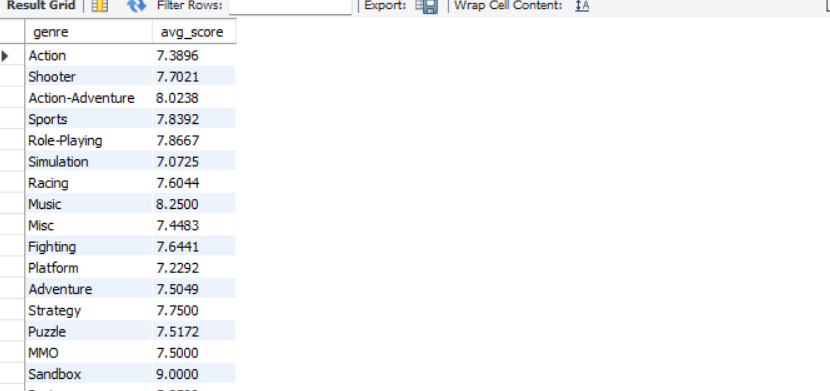 Result Grid | Filter Rows: | Export: | Wrap Cell Content:
genre avg_score
Action 7.3896
Shooter 7.7021
Action-Adventure 8.0238
Sports 7.8392
Role-Playing 7.8667
Simulation 7.0725
Racing 7.6044
Music 8.2500
Misc 7.4483
Fighting 7.6441
Platform 7.2292
Adventure 7.5049
Strategy 7.7500
Puzzle 7.5172
MMO 7.5000
Sandbox 9.0000